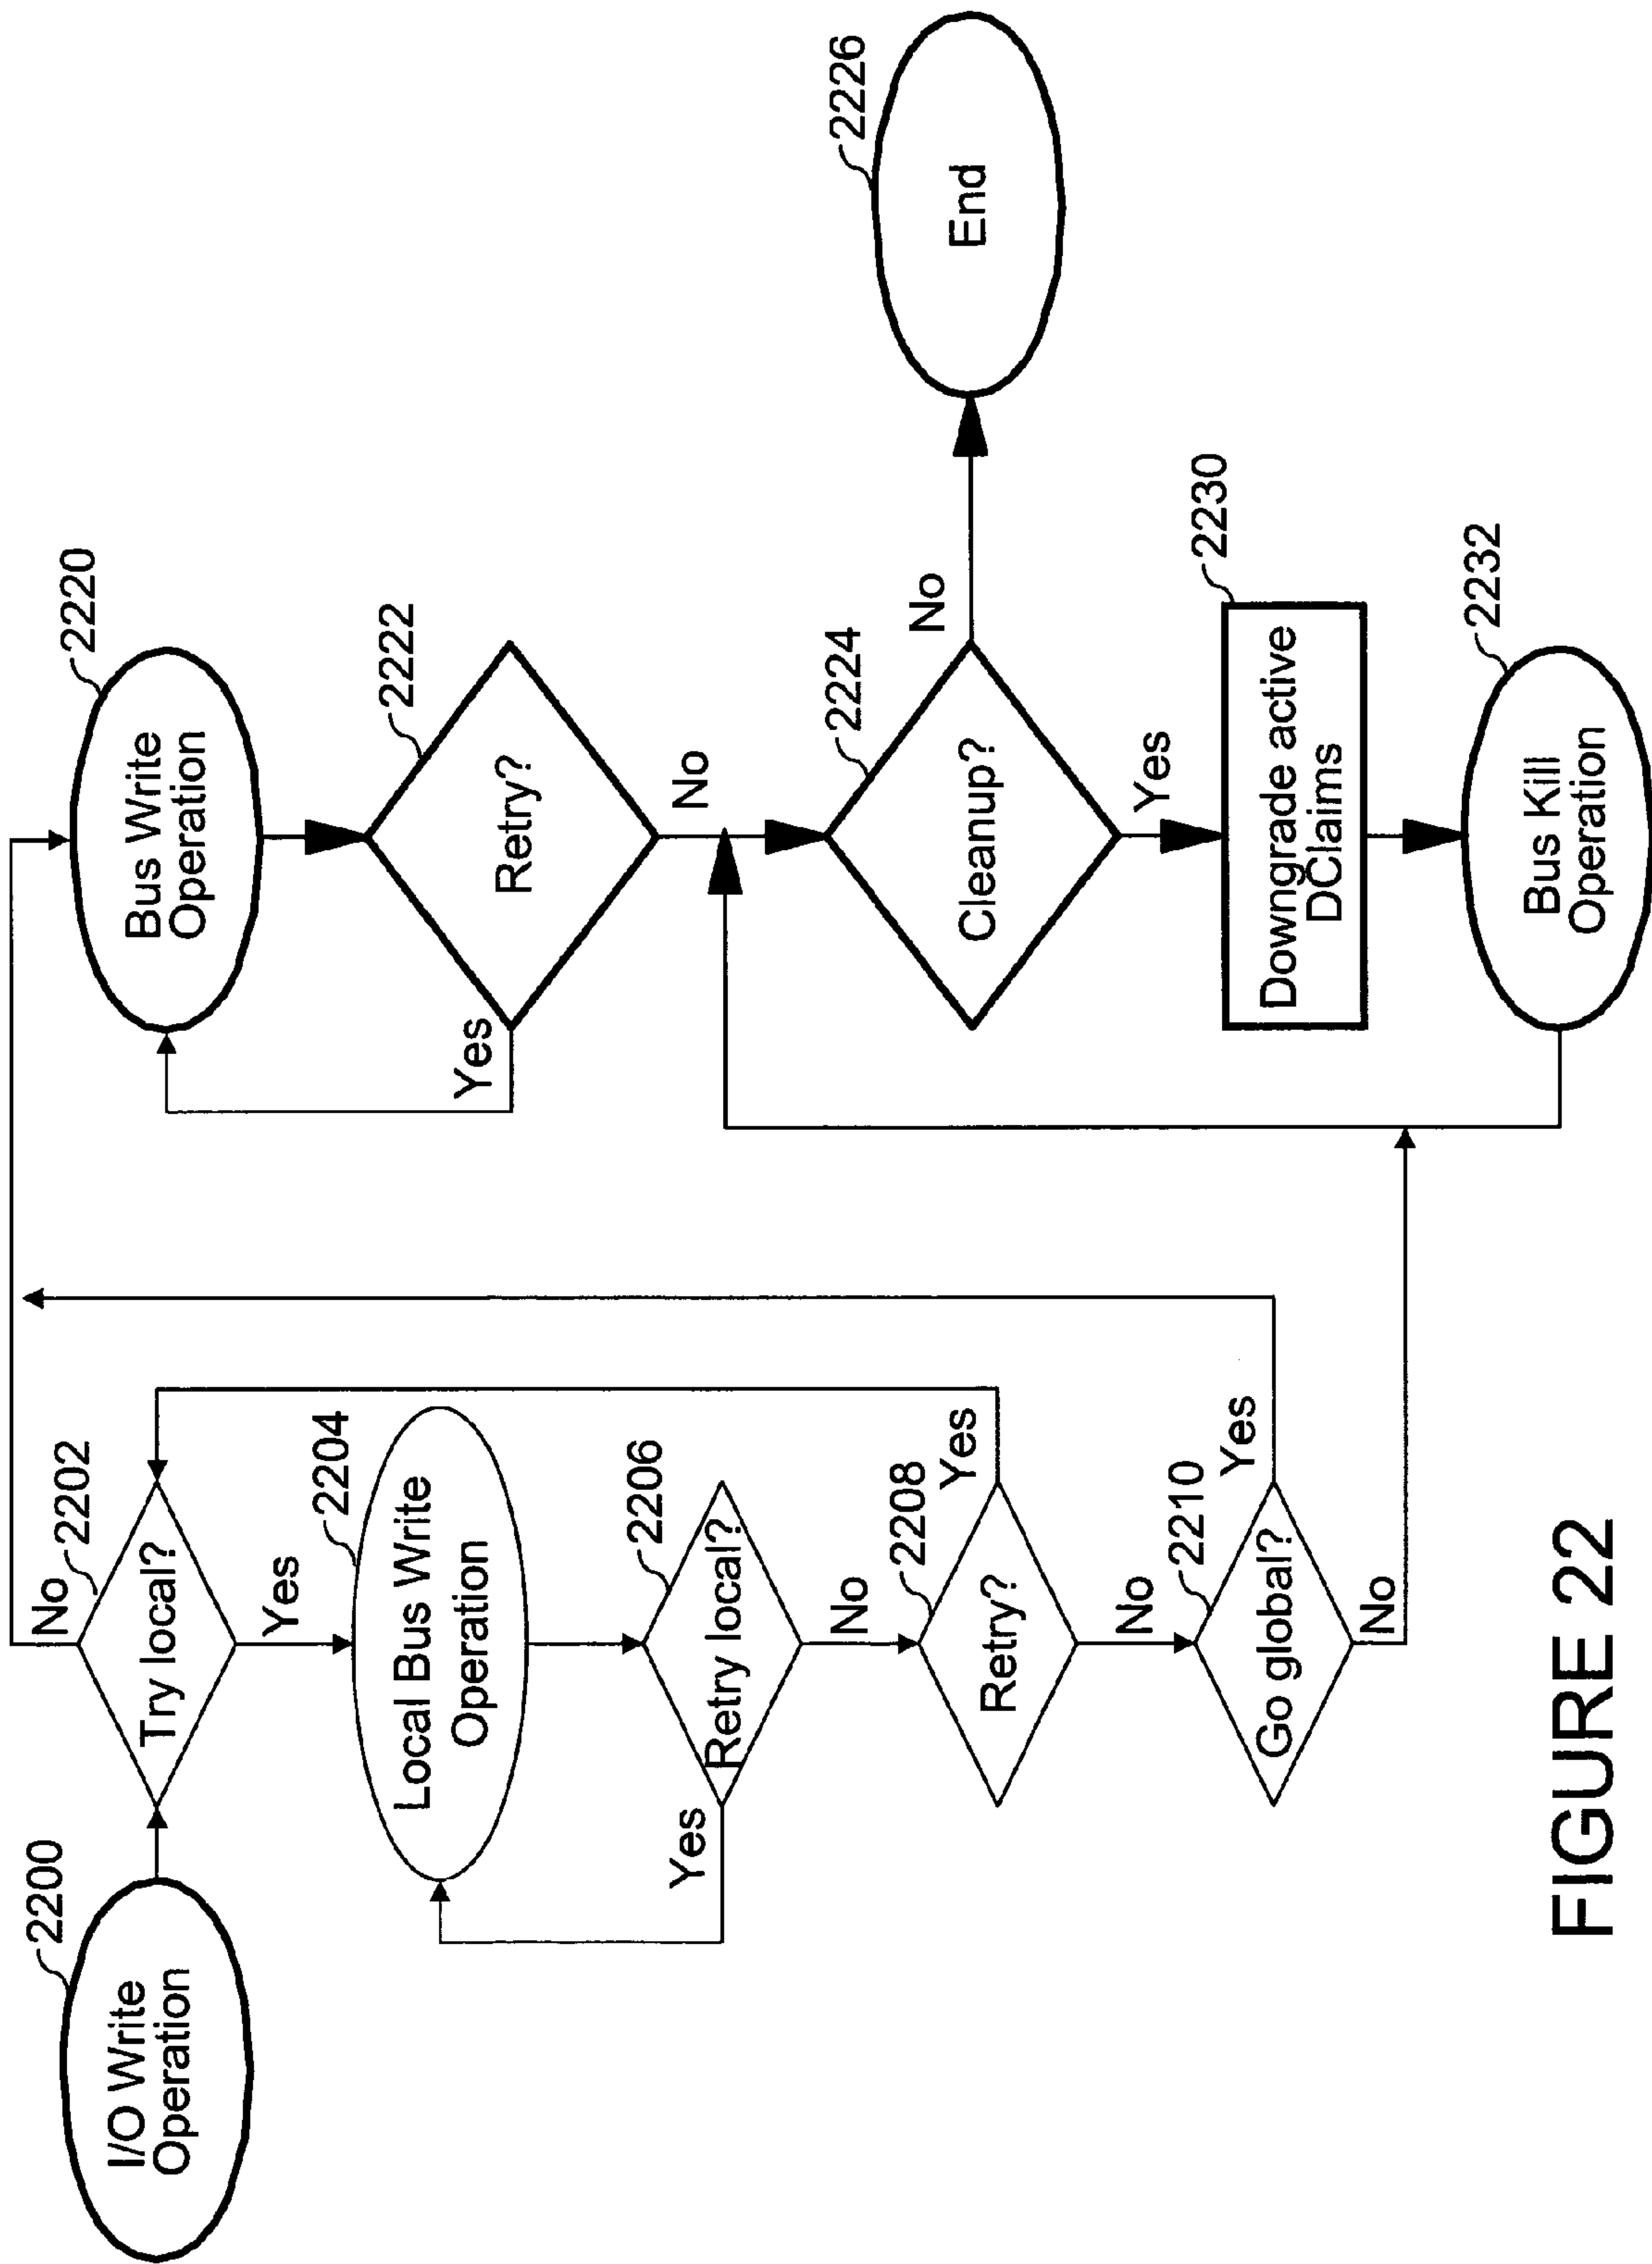 2200
I/O Write
Operation
2202
Try local?
No
Yes
2204
Local Bus Write
Operation
2206
Retry local?
Yes
No
2208
Retry?
Yes
No
2210
Go global?
Yes
No
2220
Bus Write
Operation
2222
Retry?
Yes
No
2224
Cleanup?
No
Yes
2226
End
2230
Downgrade active
DClaims
2232
Bus Kill
Operation
FIGURE 22